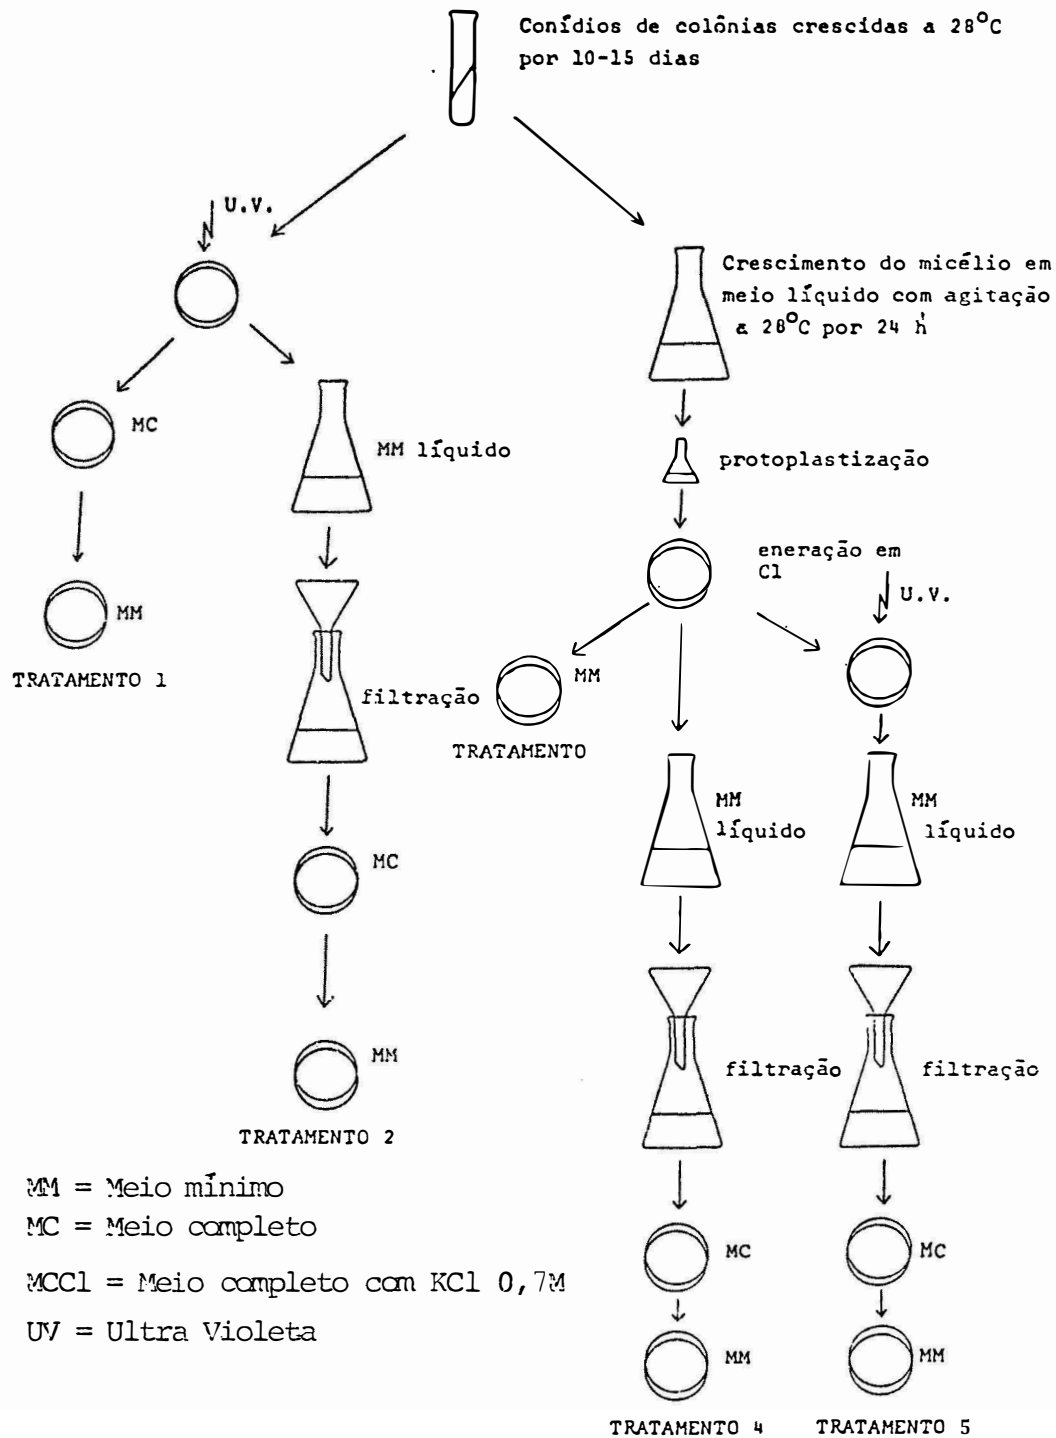 Conídios de colônias crescidas a 28°C
por 10-15 dias
U.V.
Crescimento do micélio em
meio líquido com agitação
a 28°C por 24 h
MC
MM líquido
protoplastização
eneração em
Cl
U.V.
MM
TRATAMENTO 1
filtração
MM
TRATAMENTO
MM
líquido
MM
líquido
MC
MM
TRATAMENTO 2
filtração
filtração
MM = Meio mínimo
MC = Meio completo
MCCl = Meio completo com KCl 0,7M
UV = Ultra Violeta
MC
MC
MM
MM
TRATAMENTO 4
TRATAMENTO 5